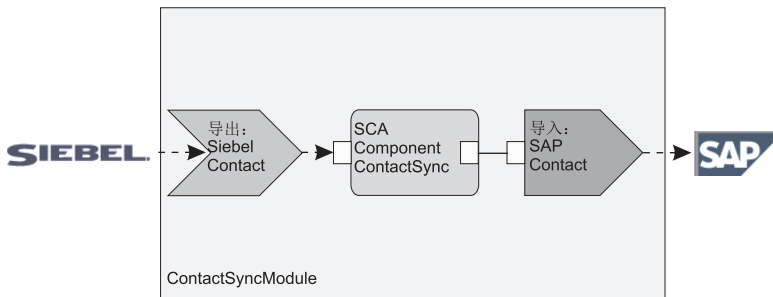 SIEBEL.
导出：
Siebel
Contact
SCA
Component
ContactSync
导入：
SAP
Contact
SAP
ContactSyncModule